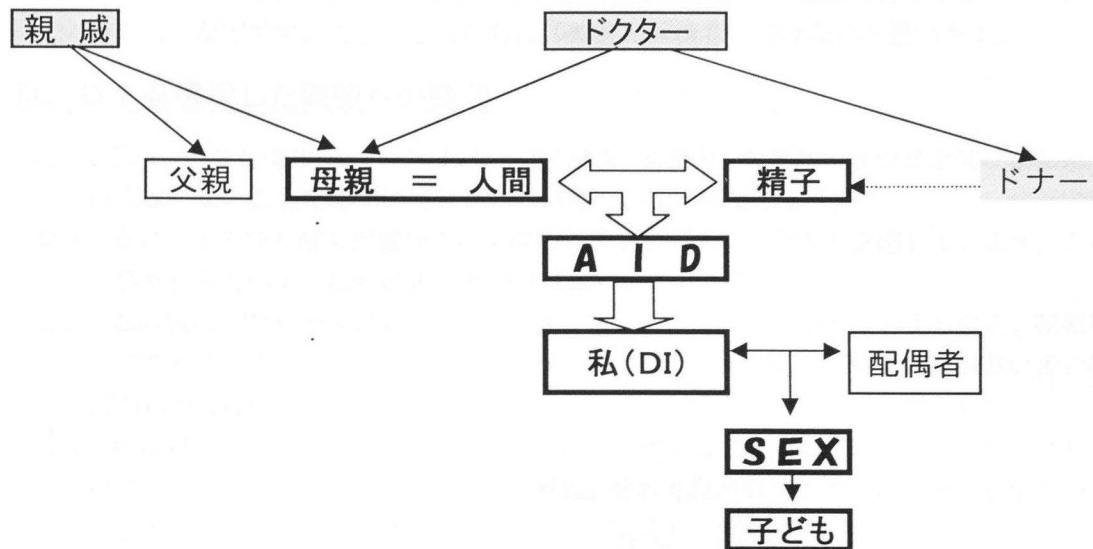 親 戚
ドクター
父親
母親 = 人間
精子
ドナー
A I D
私(DI)
配偶者
SEX
子ども